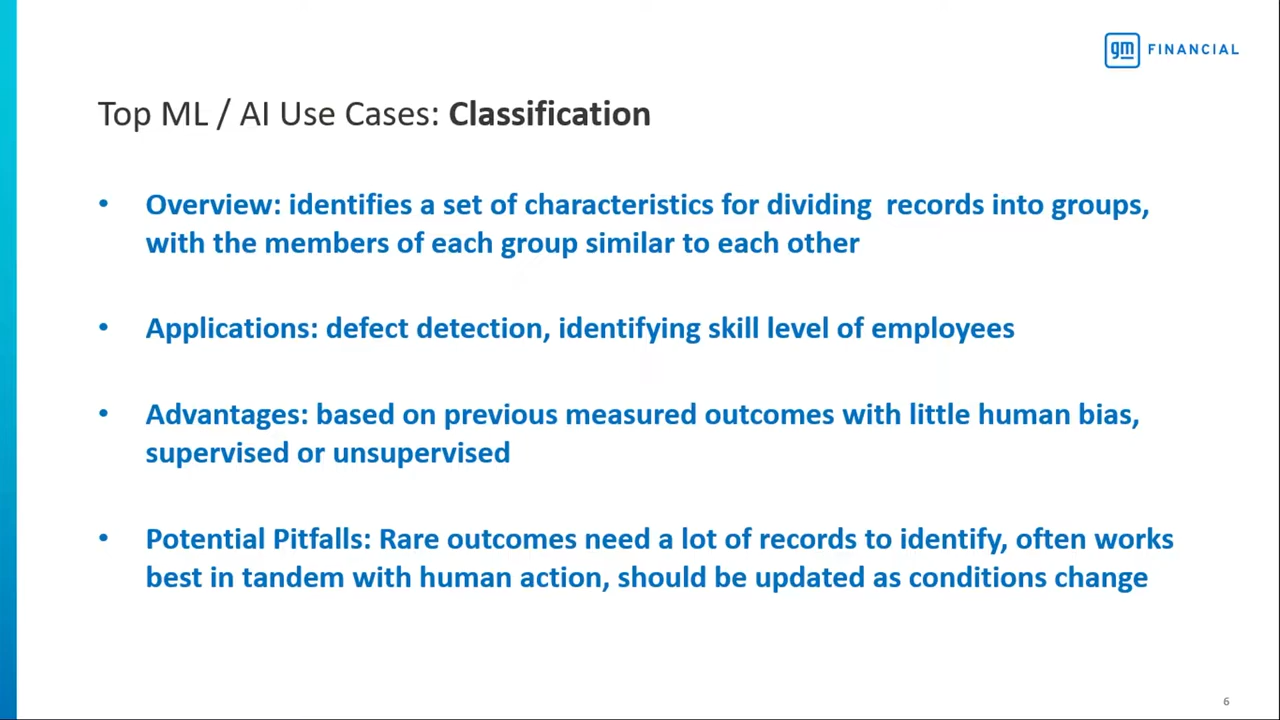 gm FINANCIAL
Top ML / AI Use Cases: Classification
• Overview: identifies a set of characteristics for dividing  records into groups,
with the members of each group similar to each other
• Applications: defect detection, identifying skill level of employees
• Advantages: based on previous measured outcomes with little human bias,
supervised or unsupervised
• Potential Pitfalls: Rare outcomes need a lot of records to identify, often works
best in tandem with human action, should be updated as conditions change
6